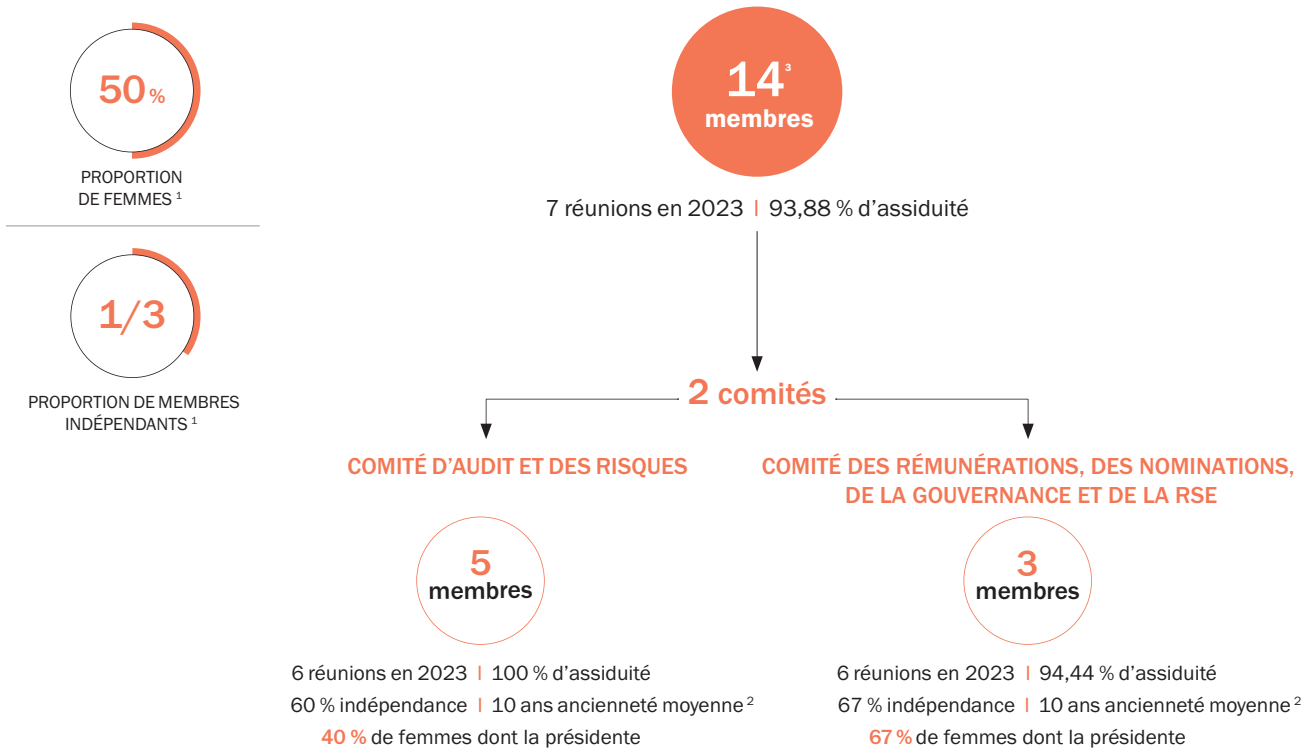 50 %
PROPORTION
DE FEMMES ¹
1/3
PROPORTION DE MEMBRES
INDÉPENDANTS ¹
14 ³
membres
7 réunions en 2023 | 93,88 % d’assiduité
2 comités
COMITÉ D’AUDIT ET DES RISQUES
5
membres
6 réunions en 2023 | 100 % d’assiduité
60 % indépendance | 10 ans ancienneté moyenne ²
40 % de femmes dont la présidente
COMITÉ DES RÉMUNÉRATIONS, DES NOMINATIONS,
DE LA GOUVERNANCE ET DE LA RSE
3
membres
6 réunions en 2023 | 94,44 % d’assiduité
67 % indépendance | 10 ans ancienneté moyenne ²
67 % de femmes dont la présidente